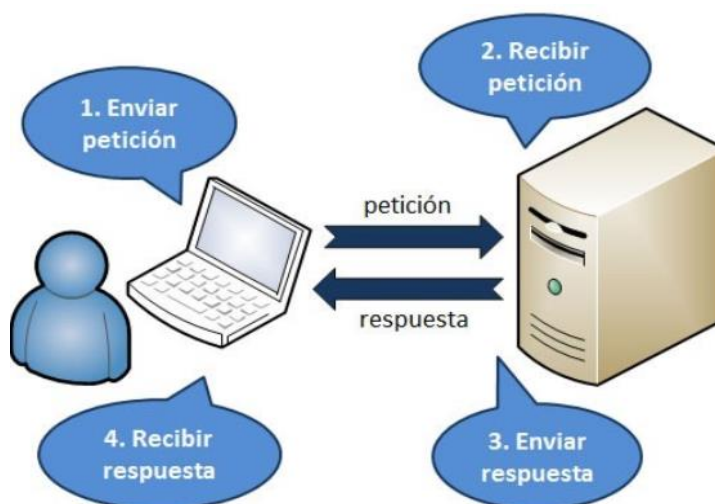 1. Enviar
petición
2. Recibir
petición
petición
respuesta
3. Enviar
respuesta
4. Recibir
respuesta